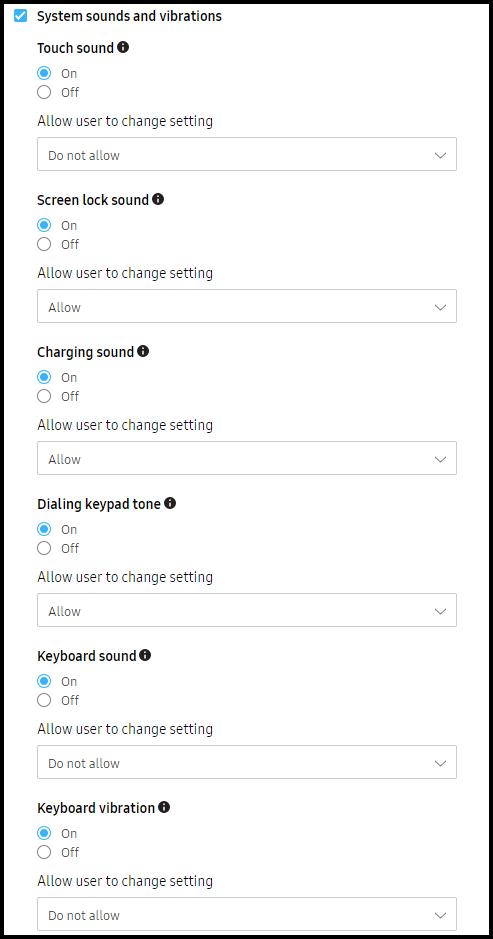 System sounds and vibrations
Touch sound
On
Off
Allow user to change setting
Do not allow
Screen lock sound
On
Off
Allow user to change setting
Allow
Charging sound
On
Off
Allow user to change setting
Allow
Dialing keypad tone
On
Off
Allow user to change setting
Allow
Keyboard sound
On
Off
Allow user to change setting
Do not allow
Keyboard vibration
On
Off
Allow user to change setting
Do not allow